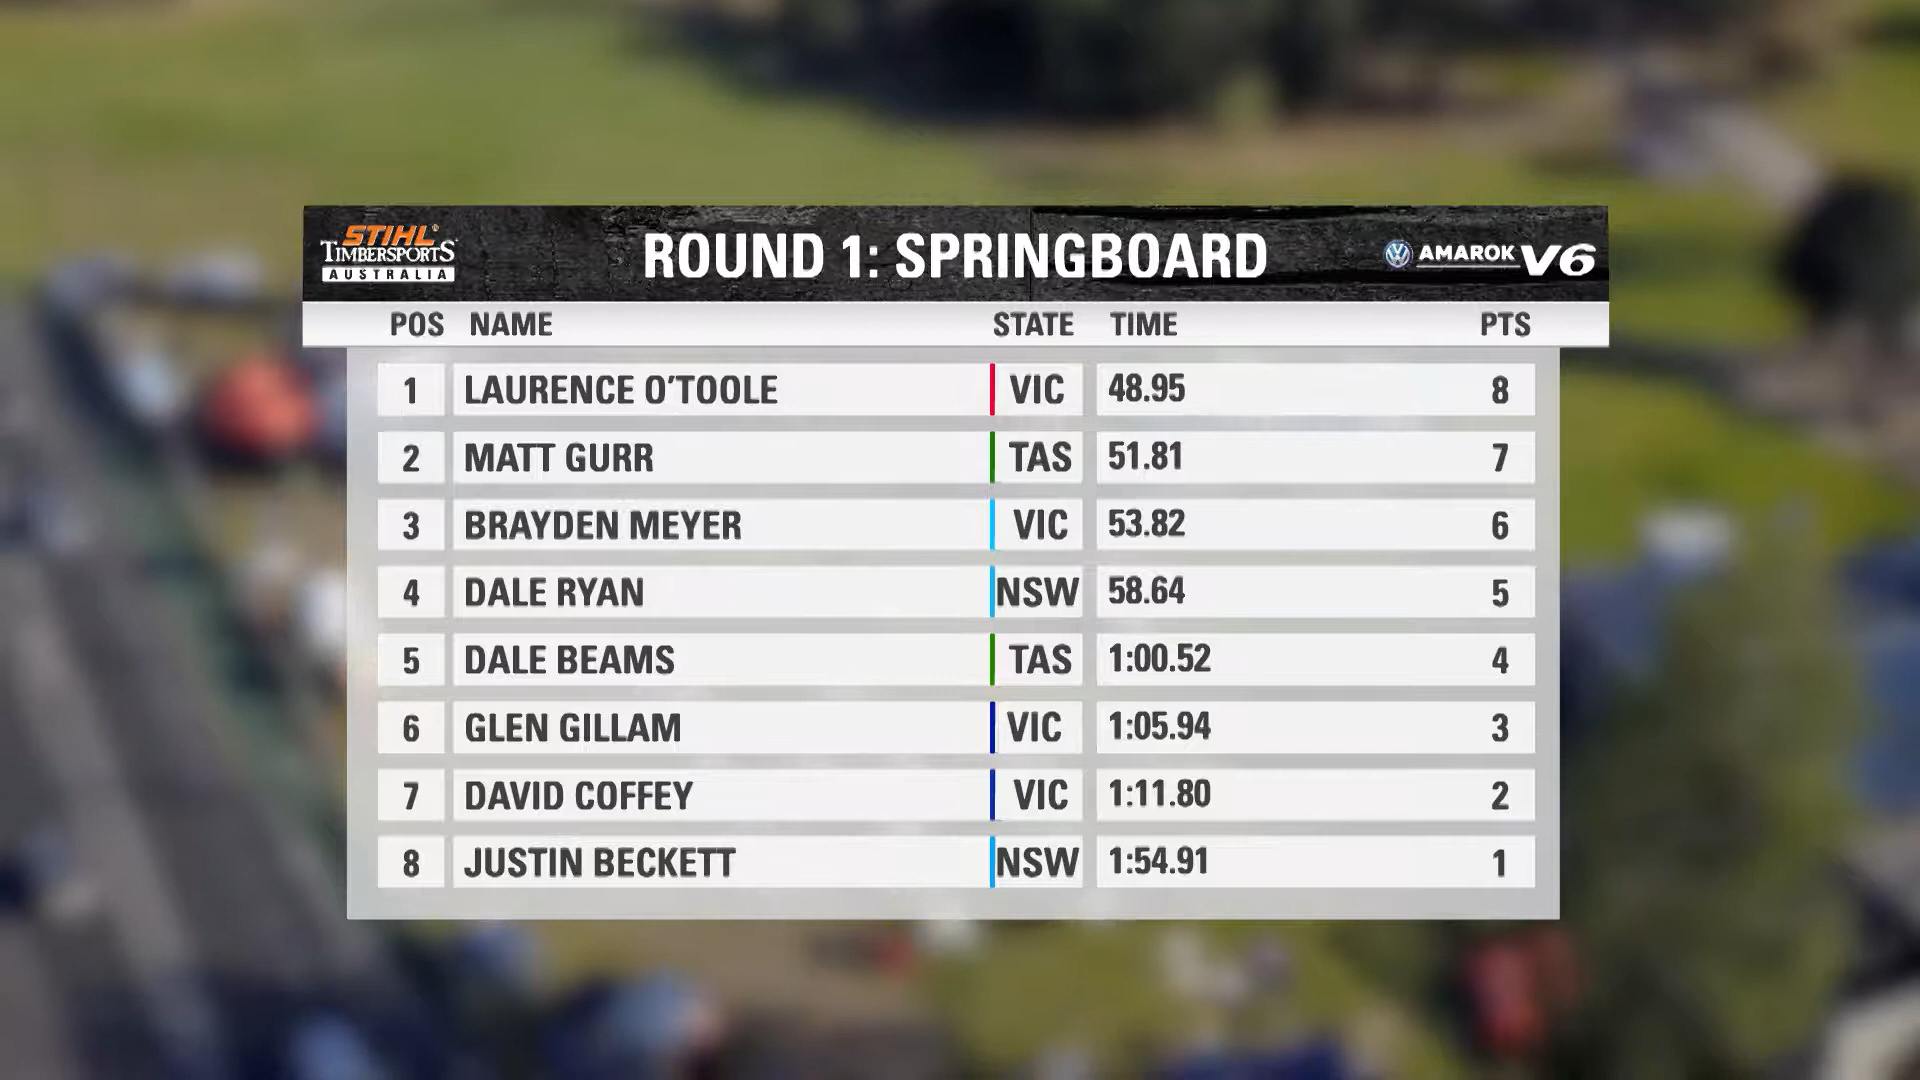 STIHL
TIMBERSPORTS
AUSTRALIA
ROUND 1: SPRINGBOARD
AMAROK V6
POS NAME STATE TIME PTS
1 LAURENCE O'TOOLE VIC 48.95 8
2 MATT GURR TAS 51.81 7
3 BRAYDEN MEYER VIC 53.82 6
4 DALE RYAN NSW 58.64 5
5 DALE BEAMS TAS 1:00.52 4
6 GLEN GILLAM VIC 1:05.94 3
7 DAVID COFFEY VIC 1:11.80 2
8 JUSTIN BECKETT NSW 1:54.91 1